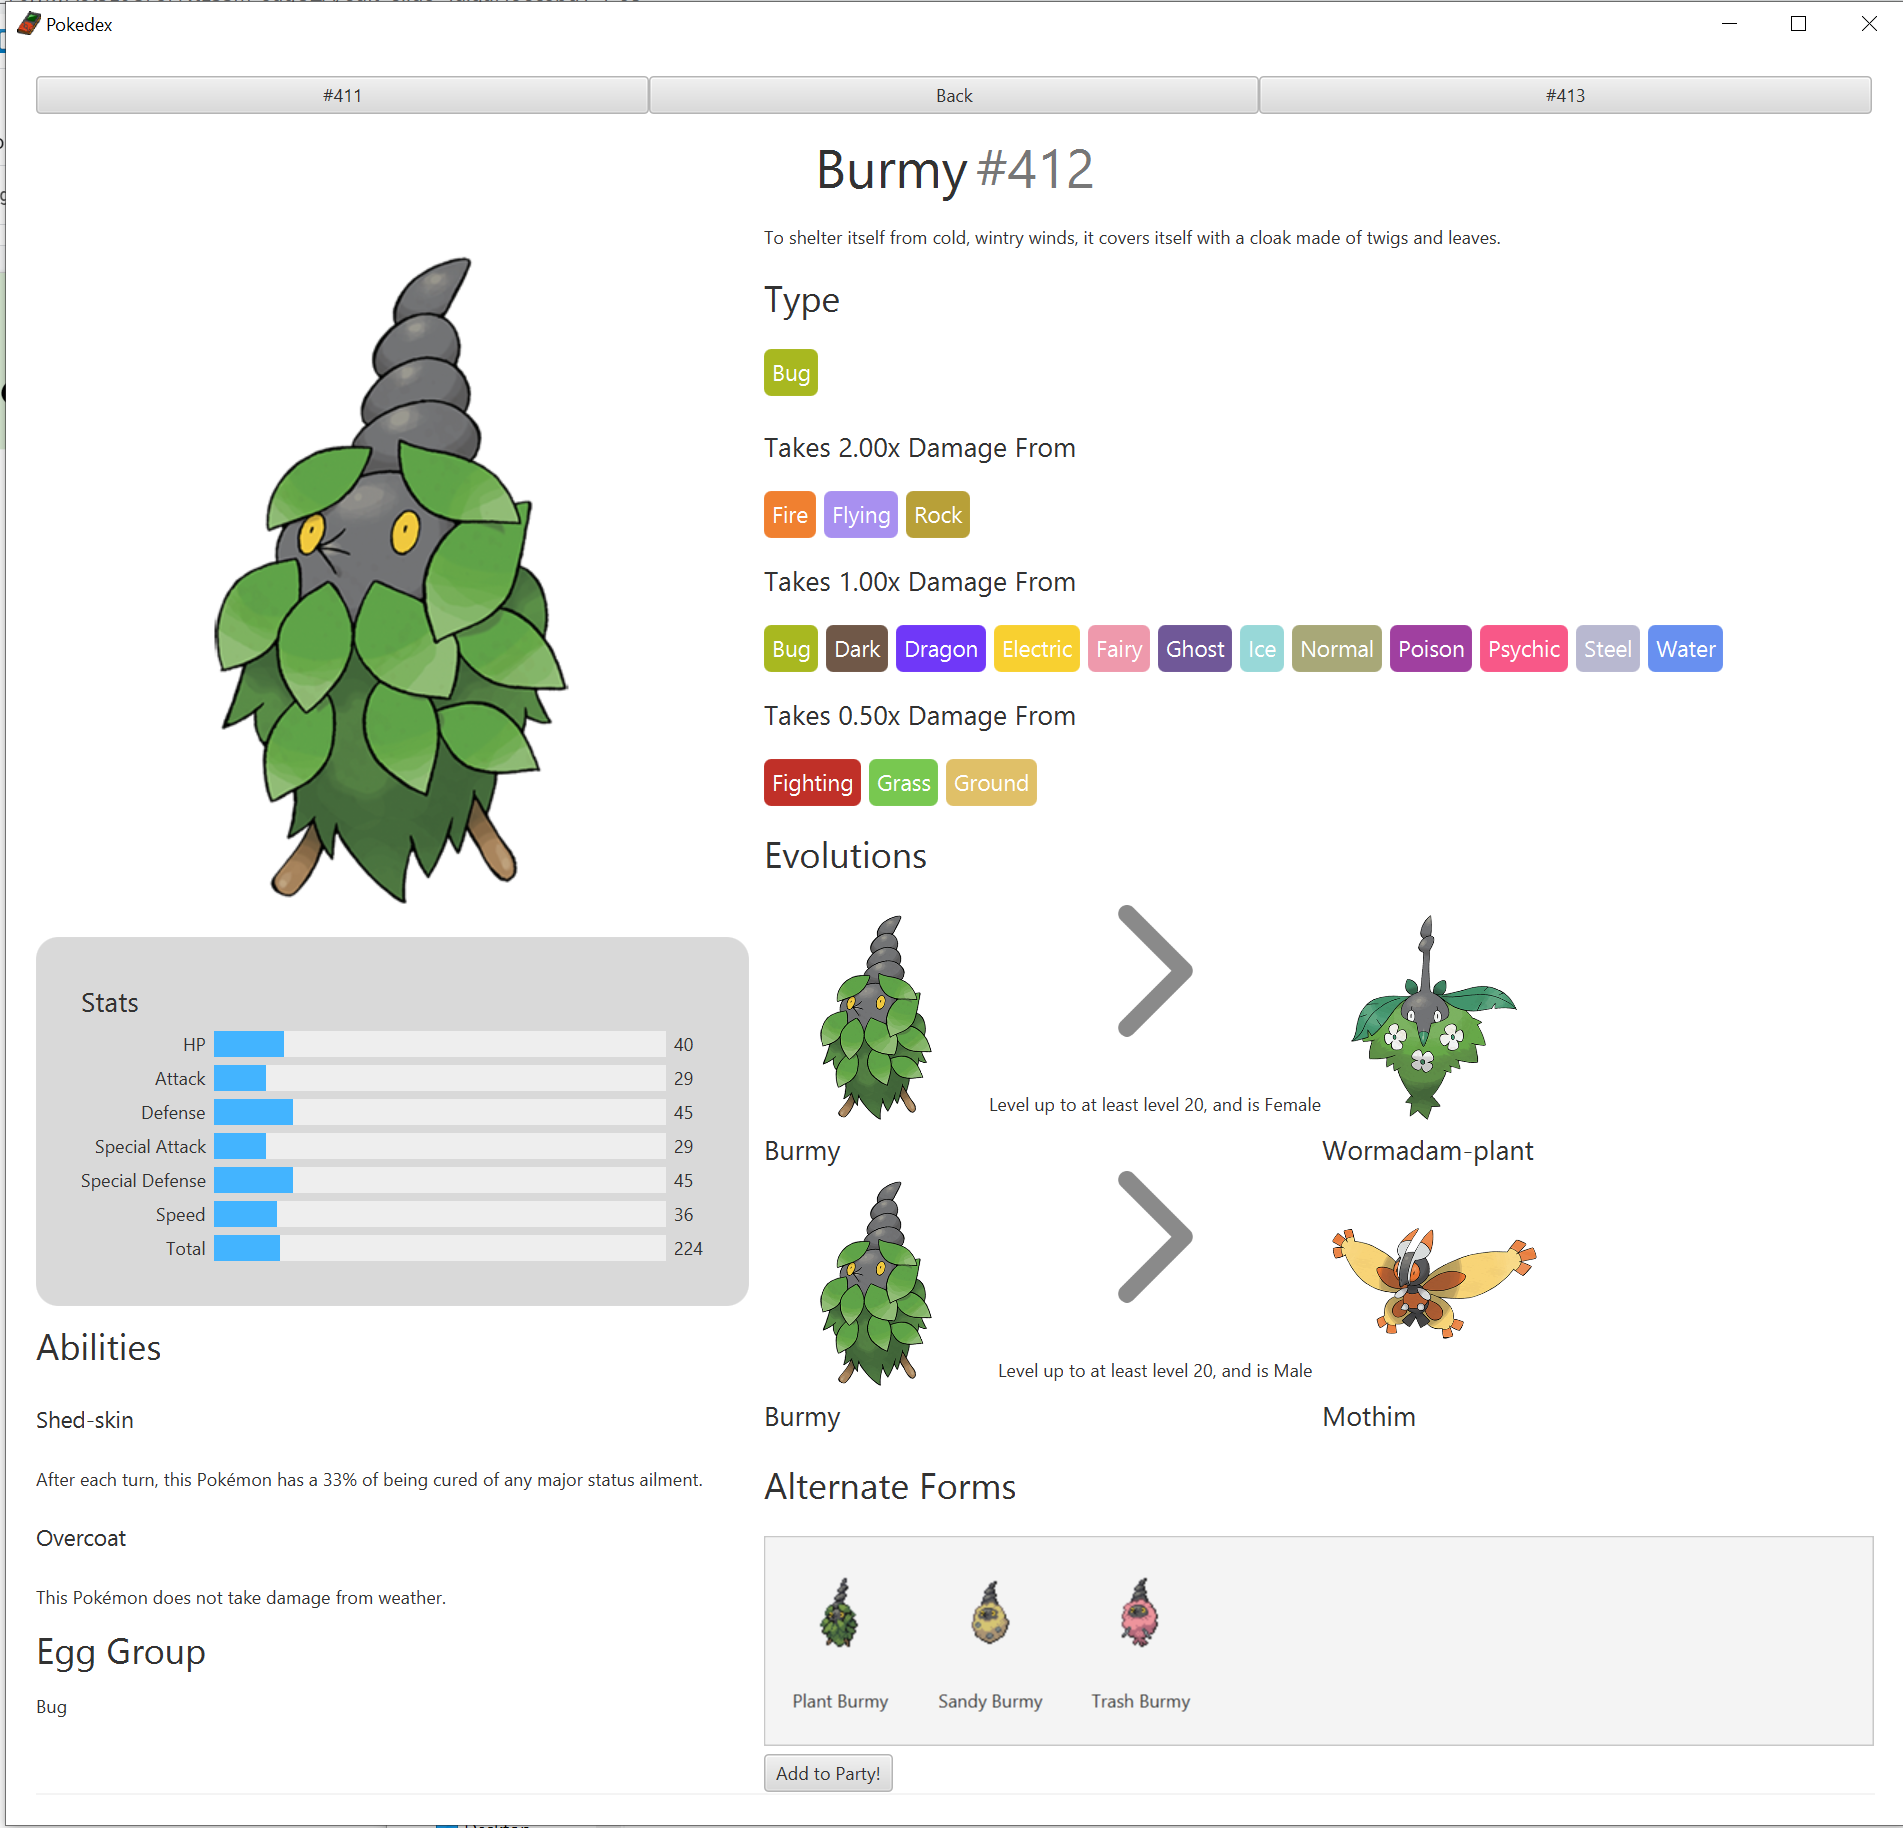 Pokedex
#411
Back
#413
Burmy #412
To shelter itself from cold, wintry winds, it covers itself with a cloak made of twigs and leaves.
Type
Bug
Takes 2.00x Damage From
Fire Flying Rock
Takes 1.00x Damage From
Bug Dark Dragon Electric Fairy Ghost Ice Normal Poison Psychic Steel Water
Takes 0.50x Damage From
Fighting Grass Ground
Evolutions
Level up to at least level 20, and is Female
Burmy
Wormadam-plant
Level up to at least level 20, and is Male
Burmy
Mothim
Alternate Forms
Plant Burmy
Sandy Burmy
Trash Burmy
Add to Party!
Stats
HP 40
Attack 29
Defense 45
Special Attack 29
Special Defense 45
Speed 36
Total 224
Abilities
Shed-skin
After each turn, this Pokémon has a 33% of being cured of any major status ailment.
Overcoat
This Pokémon does not take damage from weather.
Egg Group
Bug